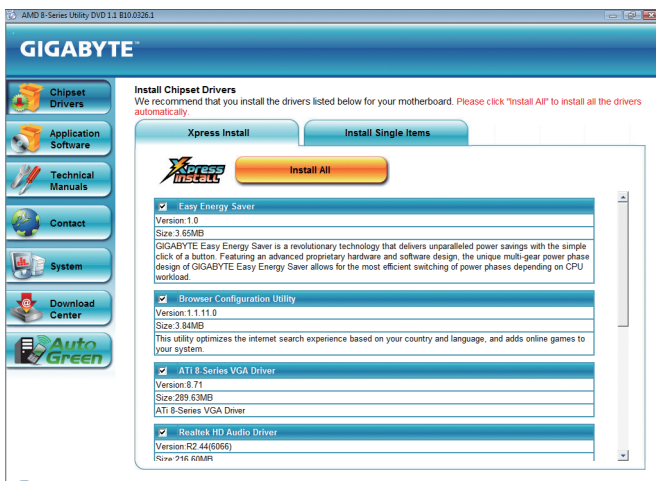 AMD 8-Series Utility DVD 1.1 B10.0326.1
GIGABYTE™
Chipset
Drivers
Application
Software
Technical
Manuals
Contact
System
Download
Center
Auto
Green
Install Chipset Drivers
We recommend that you install the drivers listed below for your motherboard. Please click "Install All" to install all the drivers
automatically.
Xpress Install
Install Single Items
Xpress
Install
Install All
Easy Energy Saver
Version:1.0
Size:3.65MB
GIGABYTE Easy Energy Saver is a revolutionary technology that delivers unparalleled power savings with the simple
click of a button. Featuring an advanced proprietary hardware and software design, the unique multi-gear power phase
design of GIGABYTE Easy Energy Saver allows for the most efficient switching of power phases depending on CPU
workload.
Browser Configuration Utility
Version:1.1.11.0
Size:3.84MB
This utility optimizes the internet search experience based on your country and language, and adds online games to
your system.
ATi 8-Series VGA Driver
Version:8.71
Size:289.63MB
ATi 8-Series VGA Driver
Realtek HD Audio Driver
Version:R2.44(6066)
Size:216.60MB